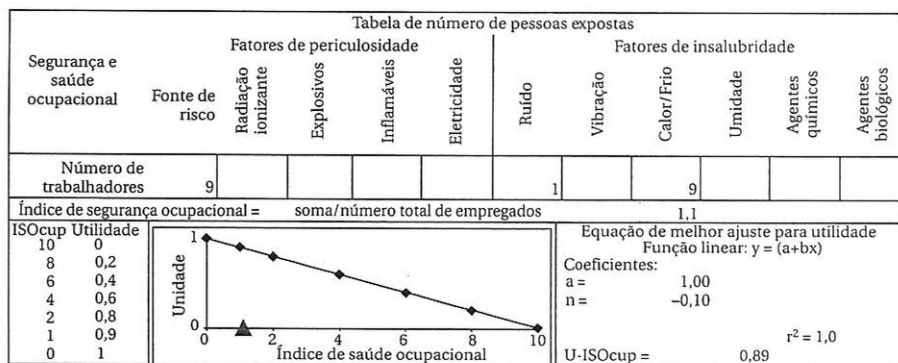 Tabela de número de pessoas expostas
Segurança e saúde ocupacional
Fonte de risco
Fatores de periculosidade
Radiação ionizante
Explosivos
Inflamáveis
Eletricidade
Fatores de insalubridade
Ruído
Vibração
Calor/Frio
Umidade
Agentes químicos
Agentes biológicos
Número de trabalhadores 9 1 9
Índice de segurança ocupacional = soma/número total de empregados 1,1
ISOcup Utilidade
10 0
8 0,2
6 0,4
4 0,6
2 0,8
1 0,9
0 1
Unidade
1
0
0 2 4 6 8 10
Índice de saúde ocupacional
Equação de melhor ajuste para utilidade
Função linear: y = (a+bx)
Coeficientes:
a = 1,00
n = –0,10
r² = 1,0
U·ISOcup = 0,89